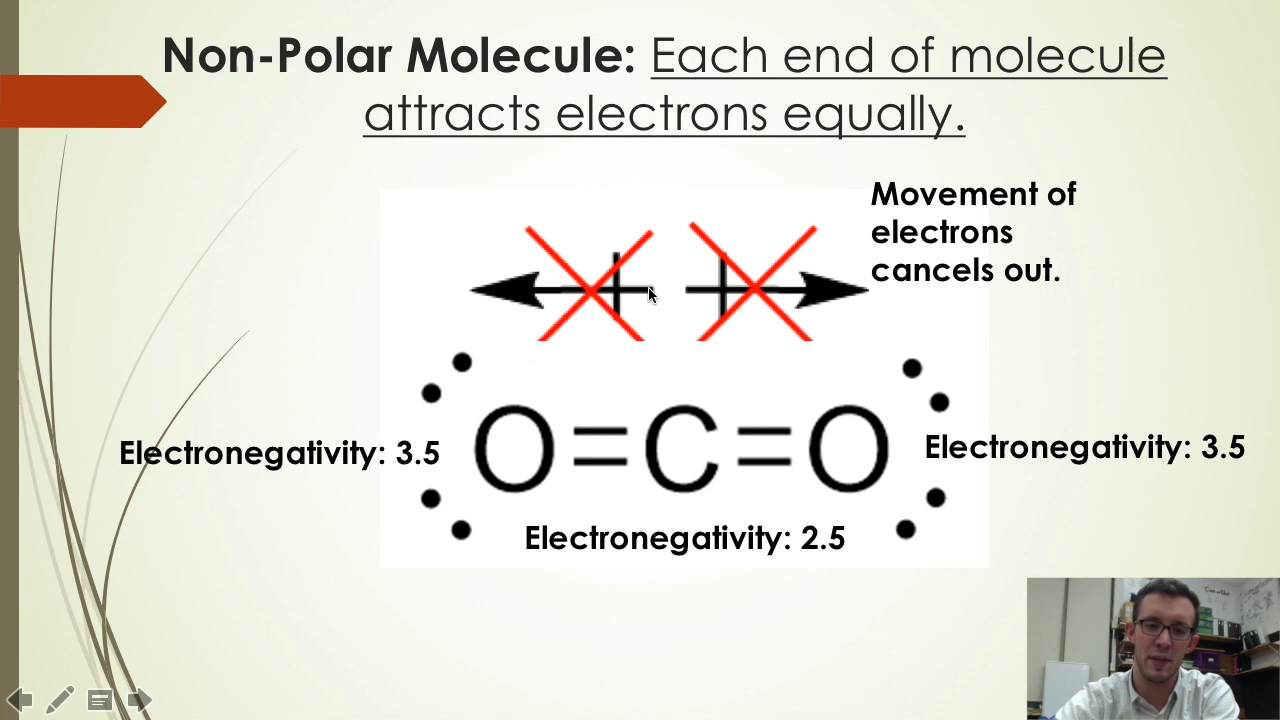 Non-Polar Molecule: Each end of molecule
attracts electrons equally.
Movement of
electrons
cancels out.
O=C=O
Electronegativity: 3.5
Electronegativity: 3.5
Electronegativity: 2.5